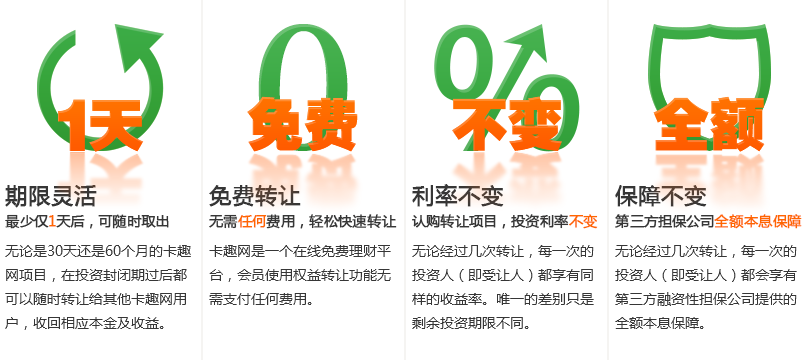 1天
期限灵活
最少仅1天后，可随时取出
无论是30天还是60个月的卡趣
网项目，在投资封闭期过后都
可以随时转让给其他卡趣网用
户，收回相应本金及收益。
0
免费
免费转让
无需任何费用，轻松快速转让
卡趣网是一个在线免费理财平
台，会员使用权益转让功能无
需支付任何费用。
%
不变
利率不变
认购转让项目，投资利率不变
无论经过几次转让，每一次的
投资人（即受让人）都享有同
样的收益率。唯一的差别只是
剩余投资期限不同。
全额
保障不变
第三方担保公司全额本息保障
无论经过几次转让，每一次的
投资人（即受让人）都会享有
第三方融资性担保公司提供的
全额本息保障。